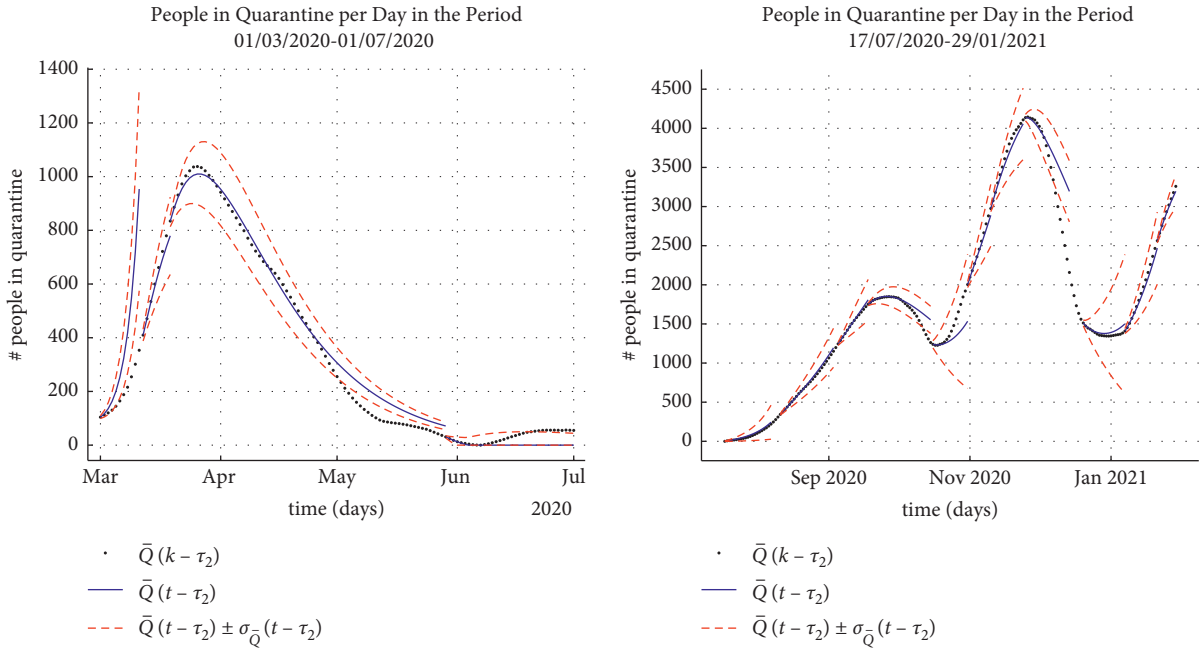 People in Quarantine per Day in the Period
01/03/2020-01/07/2020
1400
1200
1000
800
600
400
200
0
# people in quarantine
Mar
Apr
May
Jun
Jul
time (days)
2020
Q̄ (k – τ₂)
Q̄ (t – τ₂)
Q̄ (t – τ₂) ± σ_Q̄ (t – τ₂)
People in Quarantine per Day in the Period
17/07/2020-29/01/2021
4500
4000
3500
3000
2500
2000
1500
1000
500
0
# people in quarantine
Sep 2020
Nov 2020
Jan 2021
time (days)
Q̄ (k – τ₂)
Q̄ (t – τ₂)
Q̄ (t – τ₂) ± σ_Q̄ (t – τ₂)